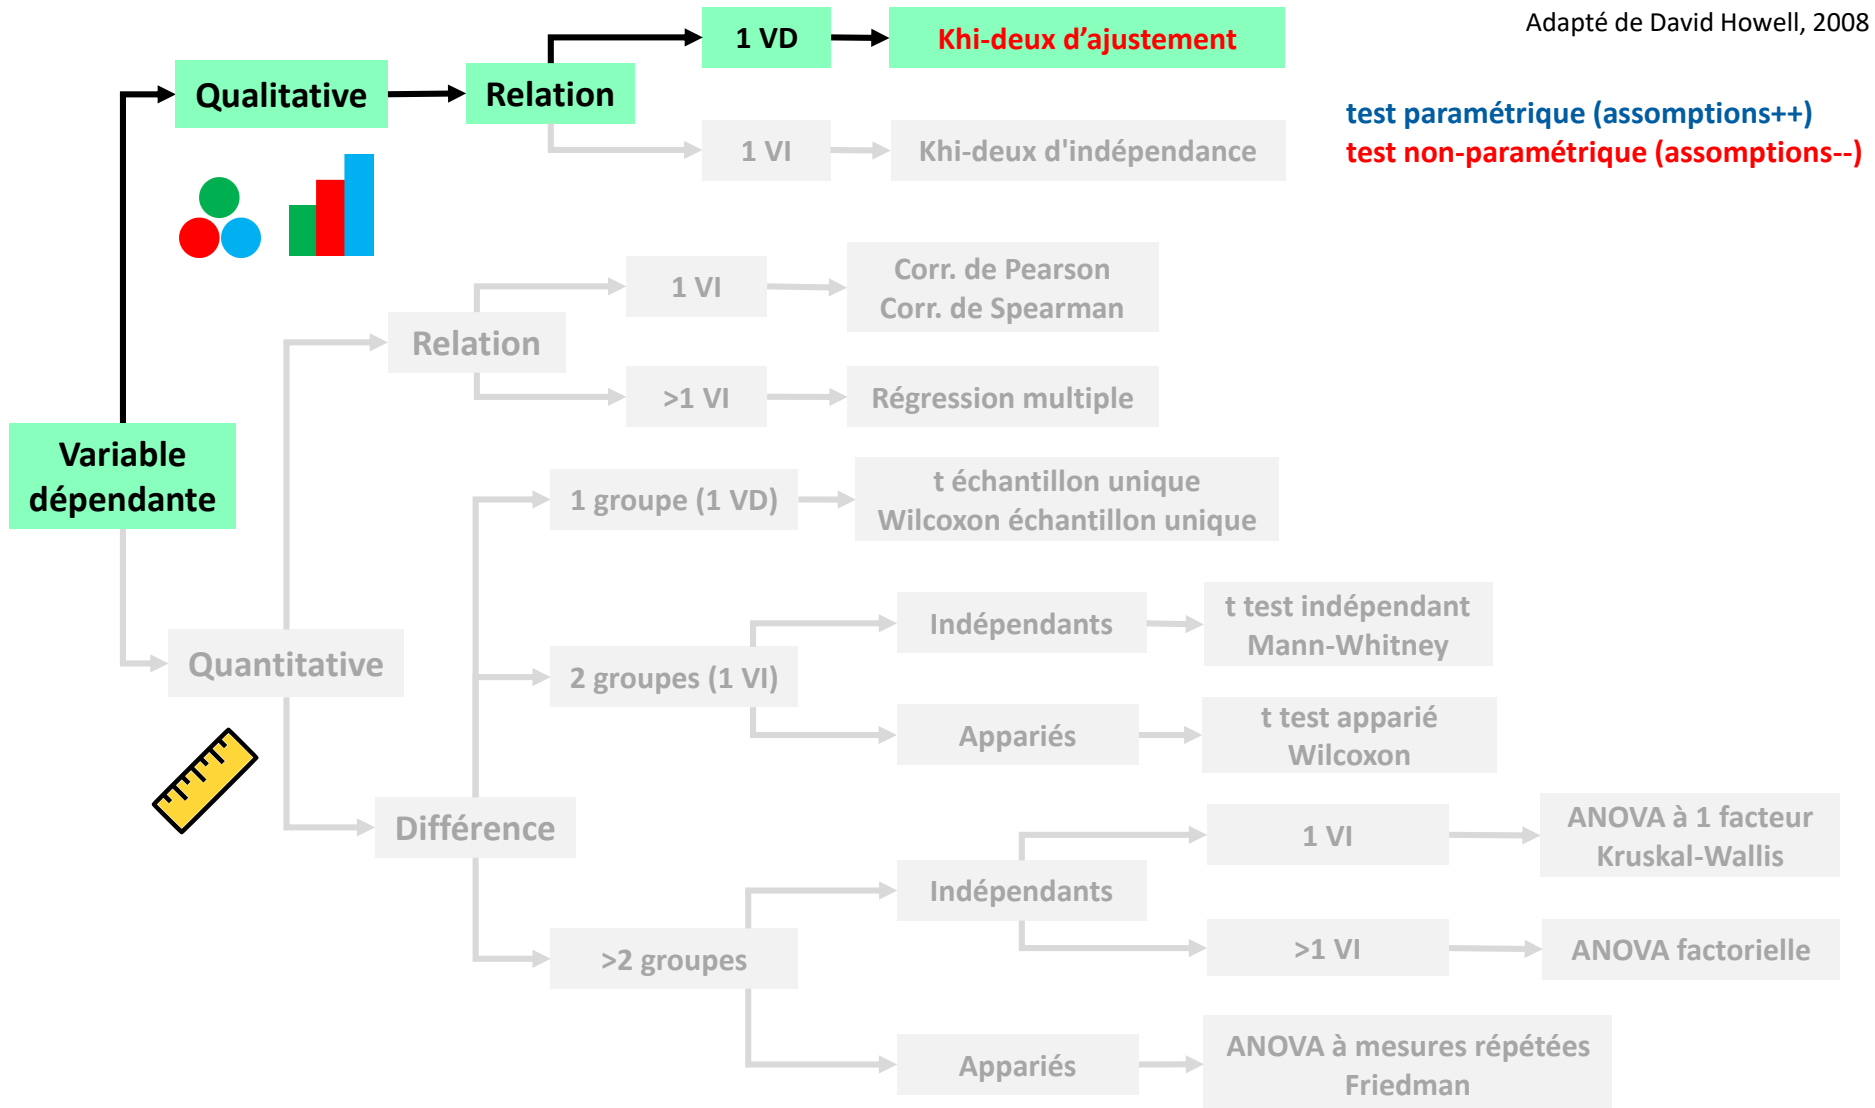 Adapté de David Howell, 2008
1 VD
Khi-deux d’ajustement
Qualitative
Relation
test paramétrique (assomptions++)
test non-paramétrique (assomptions--)
1 VI
Khi-deux d'indépendance
1 VI
Corr. de Pearson
Corr. de Spearman
Relation
>1 VI
Régression multiple
Variable
dépendante
1 groupe (1 VD)
t échantillon unique
Wilcoxon échantillon unique
Indépendants
t test indépendant
Mann-Whitney
Quantitative
2 groupes (1 VI)
Appariés
t test apparié
Wilcoxon
Différence
1 VI
ANOVA à 1 facteur
Kruskal-Wallis
Indépendants
>2 groupes
>1 VI
ANOVA factorielle
Appariés
ANOVA à mesures répétées
Friedman